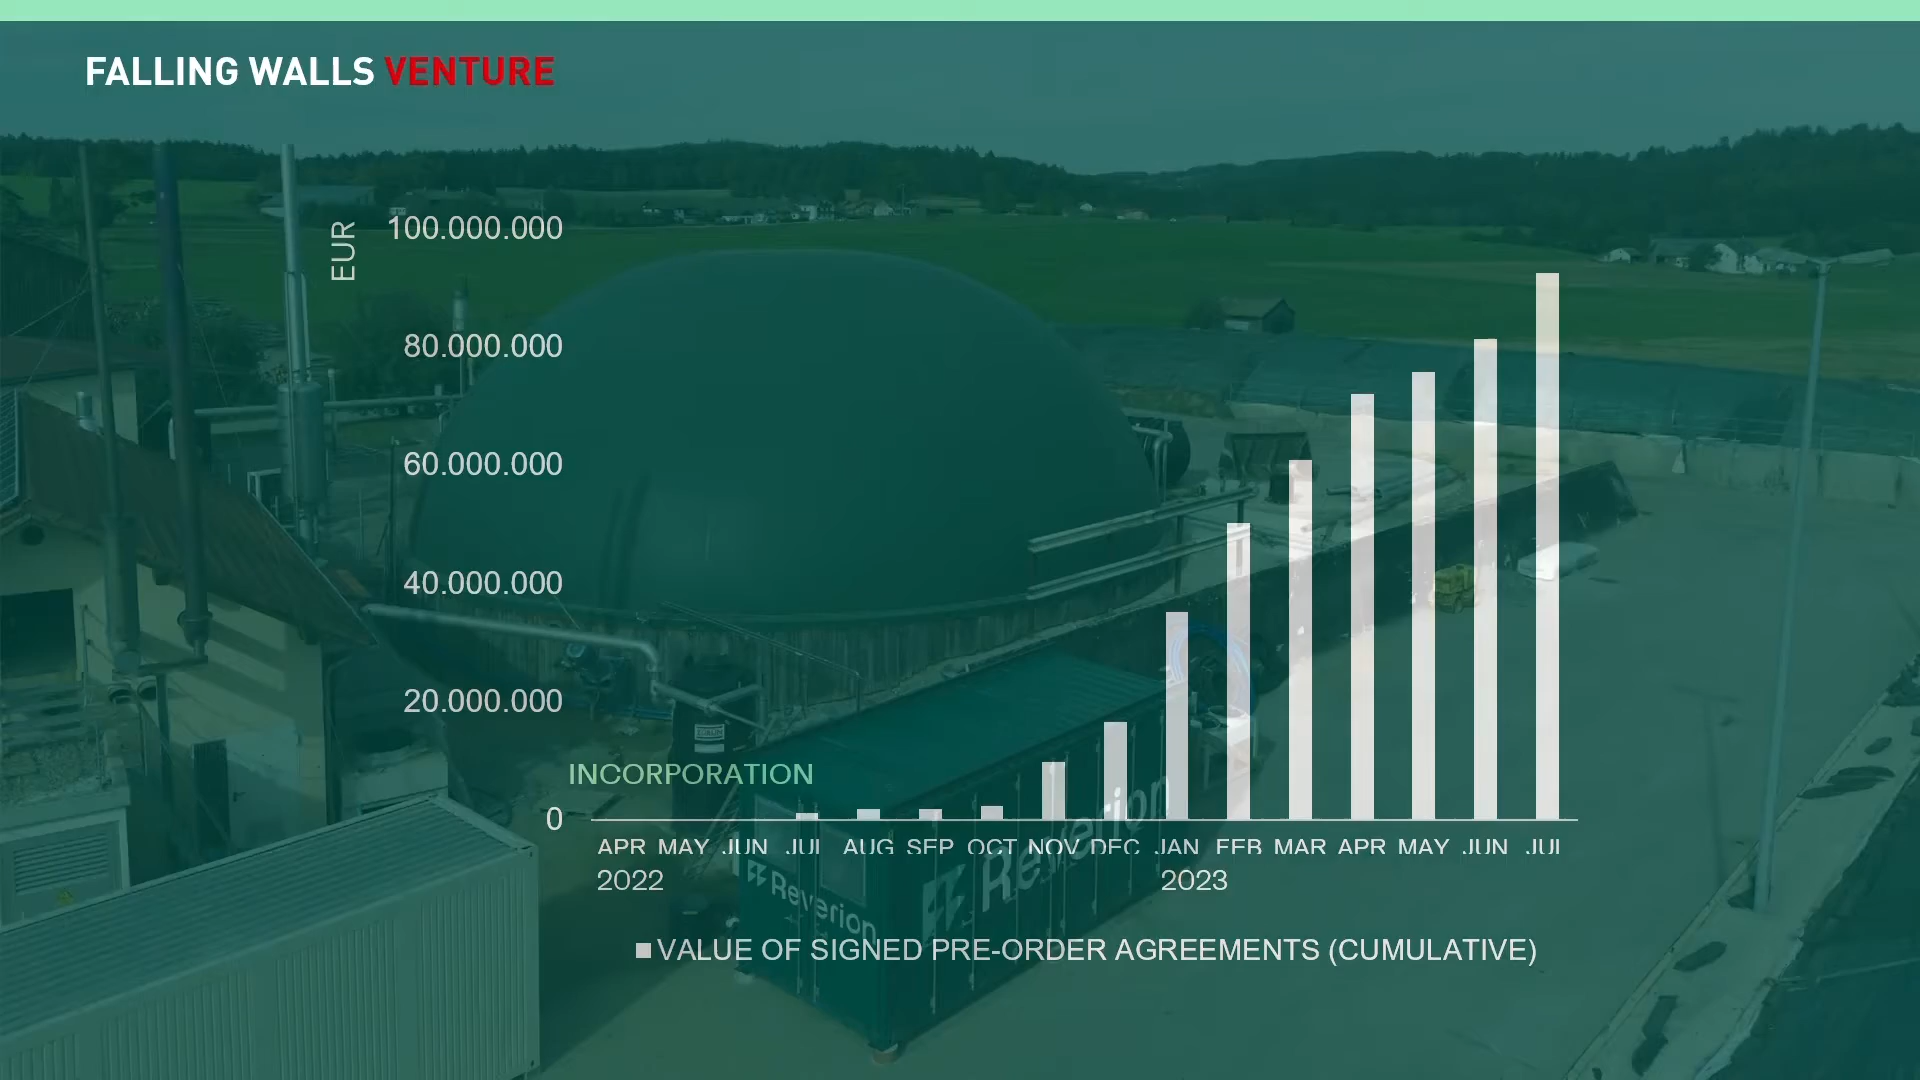 FALLING WALLS VENTURE
EUR
100.000.000
80.000.000
60.000.000
40.000.000
20.000.000
INCORPORATION
0
APR MAY JUN JUL AUG SEP OCT NOV DEC JAN FEB MAR APR MAY JUN JUL
2022 2023
Reverion Reverion
VALUE OF SIGNED PRE-ORDER AGREEMENTS (CUMULATIVE)